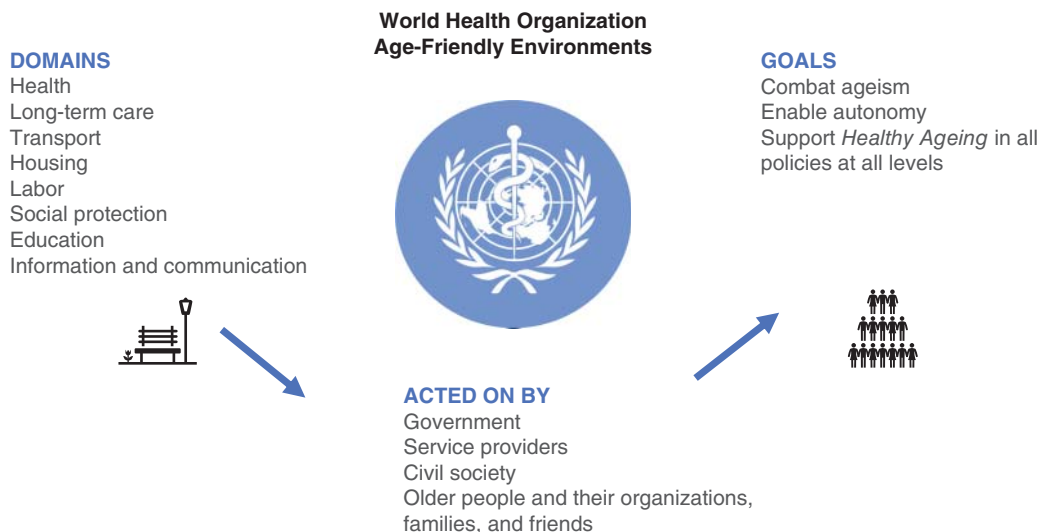 World Health Organization
Age-Friendly Environments
DOMAINS
Health
Long-term care
Transport
Housing
Labor
Social protection
Education
Information and communication
GOALS
Combat ageism
Enable autonomy
Support Healthy Ageing in all
policies at all levels
ACTED ON BY
Government
Service providers
Civil society
Older people and their organizations,
families, and friends